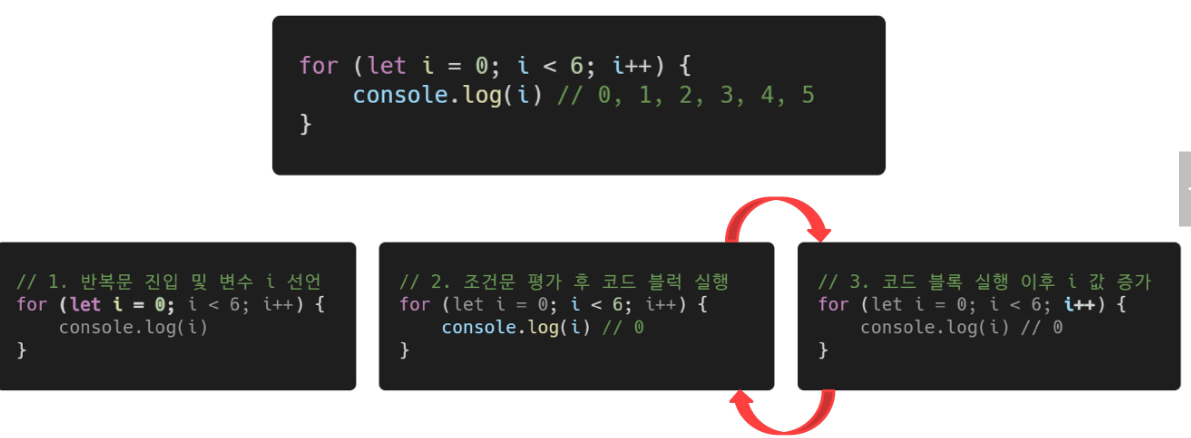 for (let i = 0; i < 6; i++) {
    console.log(i) // 0, 1, 2, 3, 4, 5
}
// 1. 반복문 진입 및 변수 i 선언
for (let i = 0; i < 6; i++) {
    console.log(i)
}
// 2. 조건문 평가 후 코드 블럭 실행
for (let i = 0; i < 6; i++) {
    console.log(i) // 0
}
// 3. 코드 블록 실행 이후 i 값 증가
for (let i = 0; i < 6; i++) {
    console.log(i) // 0
}